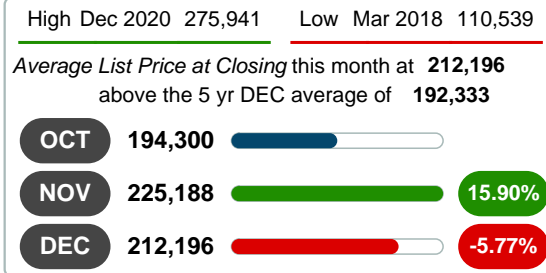 High Dec 2020 275,941 Low Mar 2018 110,539
Average List Price at Closing this month at 212,196
above the 5 yr DEC average of 192,333
OCT 194,300
NOV 225,188 15.90%
DEC 212,196 -5.77%